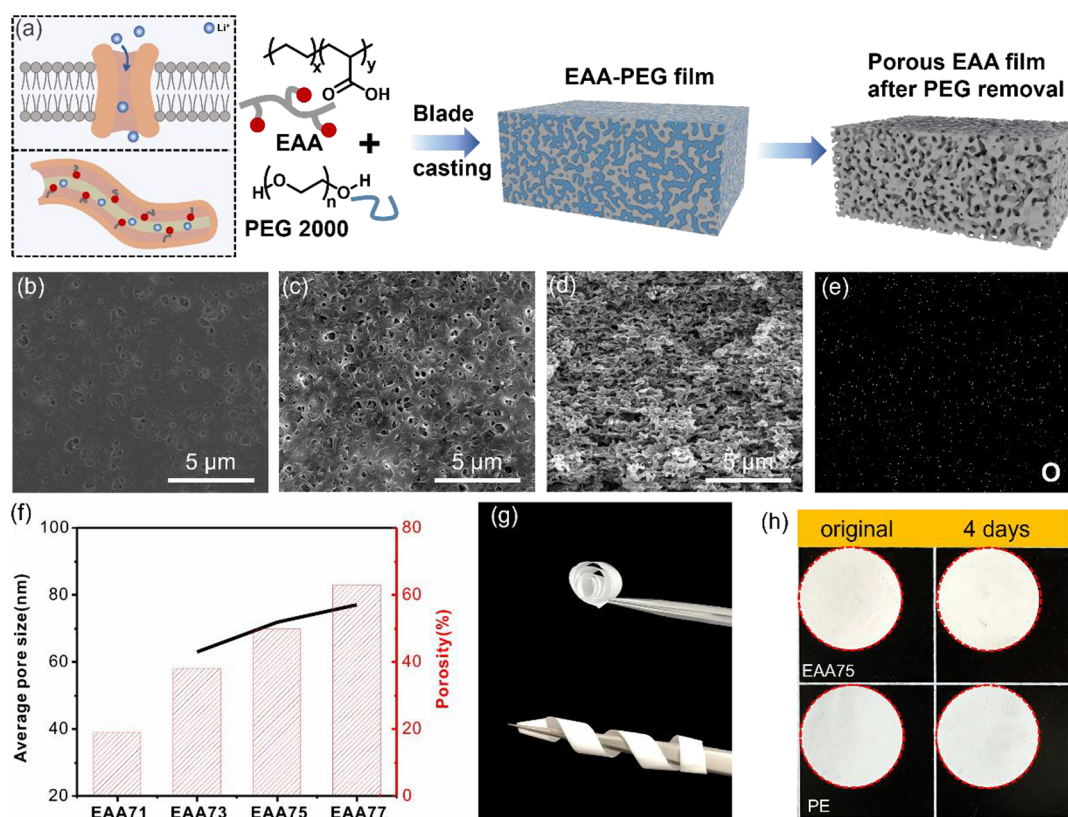 (a)
Li⁺
x
y
O
OH
EAA
+
H
O
O
H
n
PEG 2000
Blade
casting
EAA-PEG film
Porous EAA film
after PEG removal
(b)
5 µm
(c)
5 µm
(d)
5 µm
(e)
O
(f)
Average pore size(nm)
100
80
60
40
20
EAA71 EAA73 EAA75 EAA77
80
60
40
20
0
Porosity(%)
(g)
(h)
original 4 days
EAA75
PE